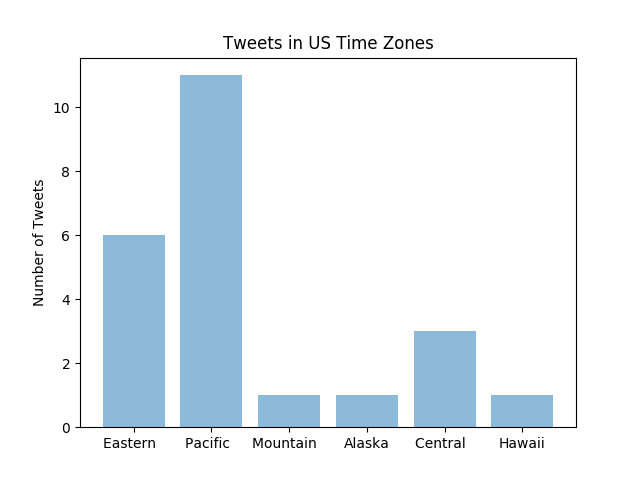 Tweets in US Time Zones
Number of Tweets
10
8
6
4
2
0
Eastern Pacific Mountain Alaska Central Hawaii